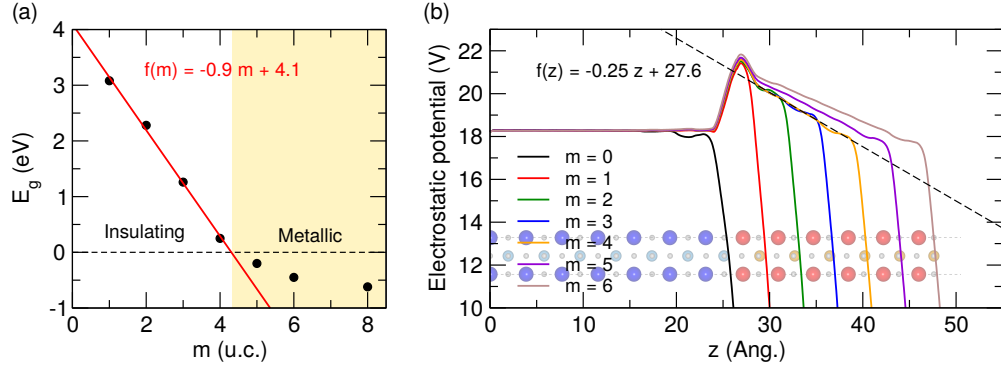 (a)
4
3
2
1
0
-1
E_g (eV)
f(m) = -0.9 m + 4.1
Insulating
Metallic
0
2
4
6
8
m (u.c.)
(b)
22
20
18
16
14
12
10
Electrostatic potential (V)
f(z) = -0.25 z + 27.6
m = 0
m = 1
m = 2
m = 3
m = 4
m = 5
m = 6
0
10
20
30
40
50
z (Ang.)